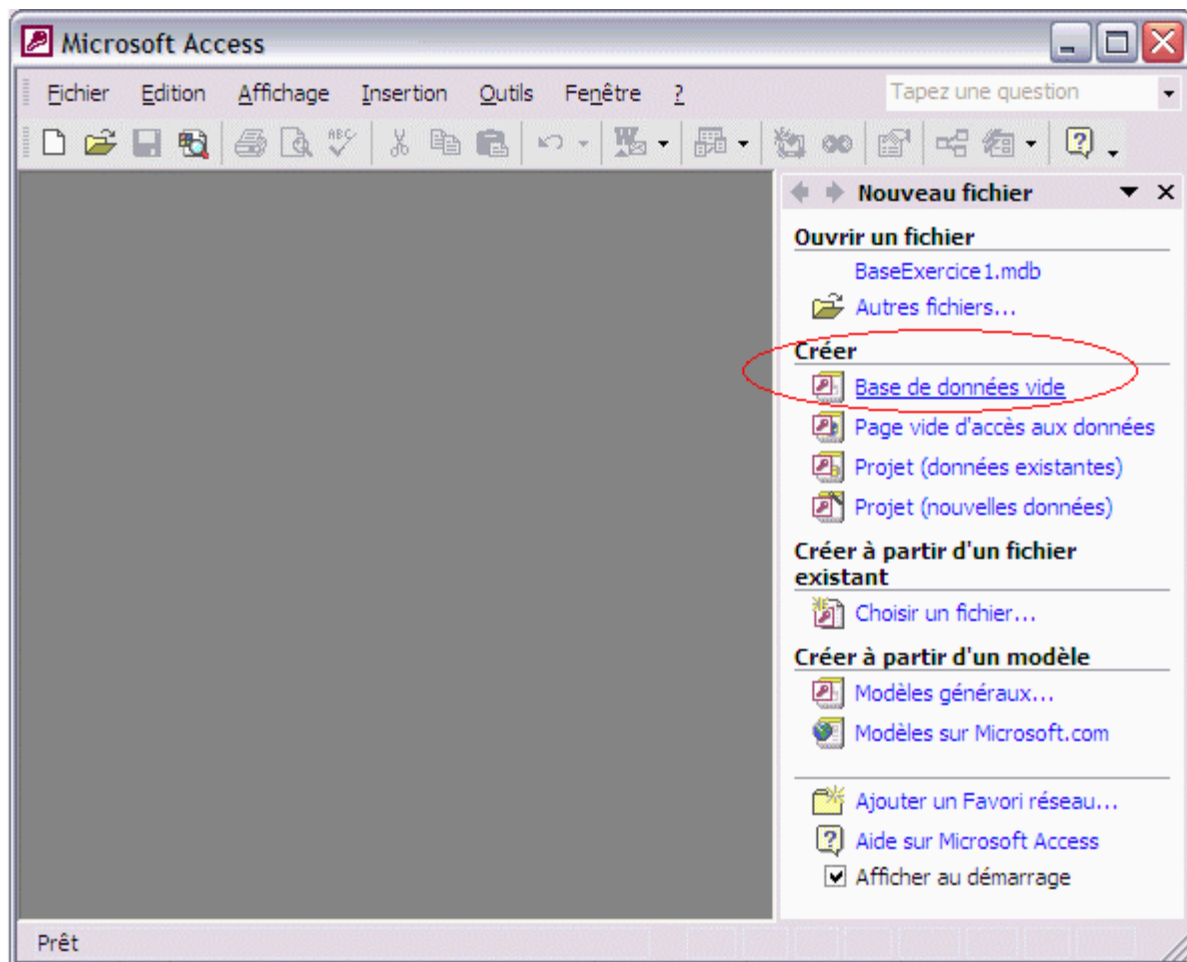 Microsoft Access
Fichier Edition Affichage Insertion Outils Fenêtre ?
Tapez une question
ABC
W
Nouveau fichier
Ouvrir un fichier
BaseExercice1.mdb
Autres fichiers...
Créer
Base de données vide
Page vide d'accès aux données
Projet (données existantes)
Projet (nouvelles données)
Créer à partir d'un fichier
existant
Choisir un fichier...
Créer à partir d'un modèle
Modèles généraux...
Modèles sur Microsoft.com
Ajouter un Favori réseau...
Aide sur Microsoft Access
Afficher au démarrage
Prêt